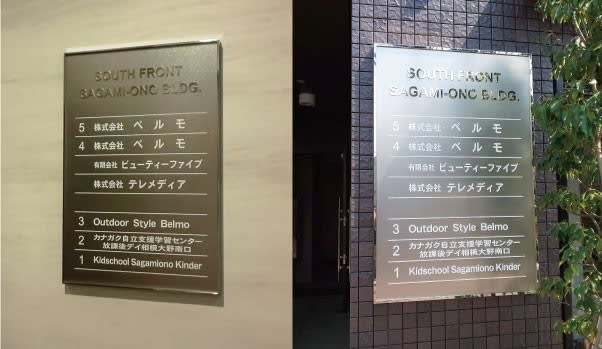 SOUTH FRONT
SAGAMI-ONO BLDG.
5 株式会社 ベルモ
4 株式会社 ベルモ
有限会社 ビューティーファイブ
株式会社 テレメディア
3 Outdoor Style Belmo
2 カナガク自立支援学習センター
放課後デイ相模大野南口
1 Kidschool Sagamiono Kinder
SOUTH FRONT
SAGAMI-ONO BLDG.
5 株式会社 ベルモ
4 株式会社 ベルモ
有限会社 ビューティーファイブ
株式会社 テレメディア
3 Outdoor Style Belmo
2 カナガク自立支援学習センター
放課後デイ相模大野南口
1 Kidschool Sagamiono Kinder